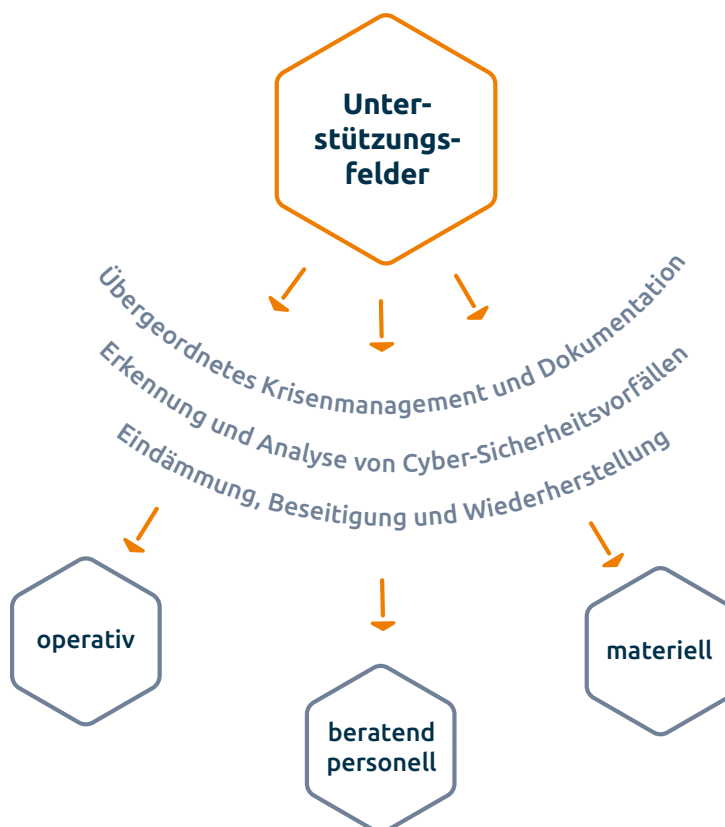 Unter-
stützungs-
felder
Übergeordnetes Krisenmanagement und Dokumentation
Erkennung und Analyse von Cyber-Sicherheitsvorfällen
Eindämmung, Beseitigung und Wiederherstellung
operativ
beratend
personell
materiell